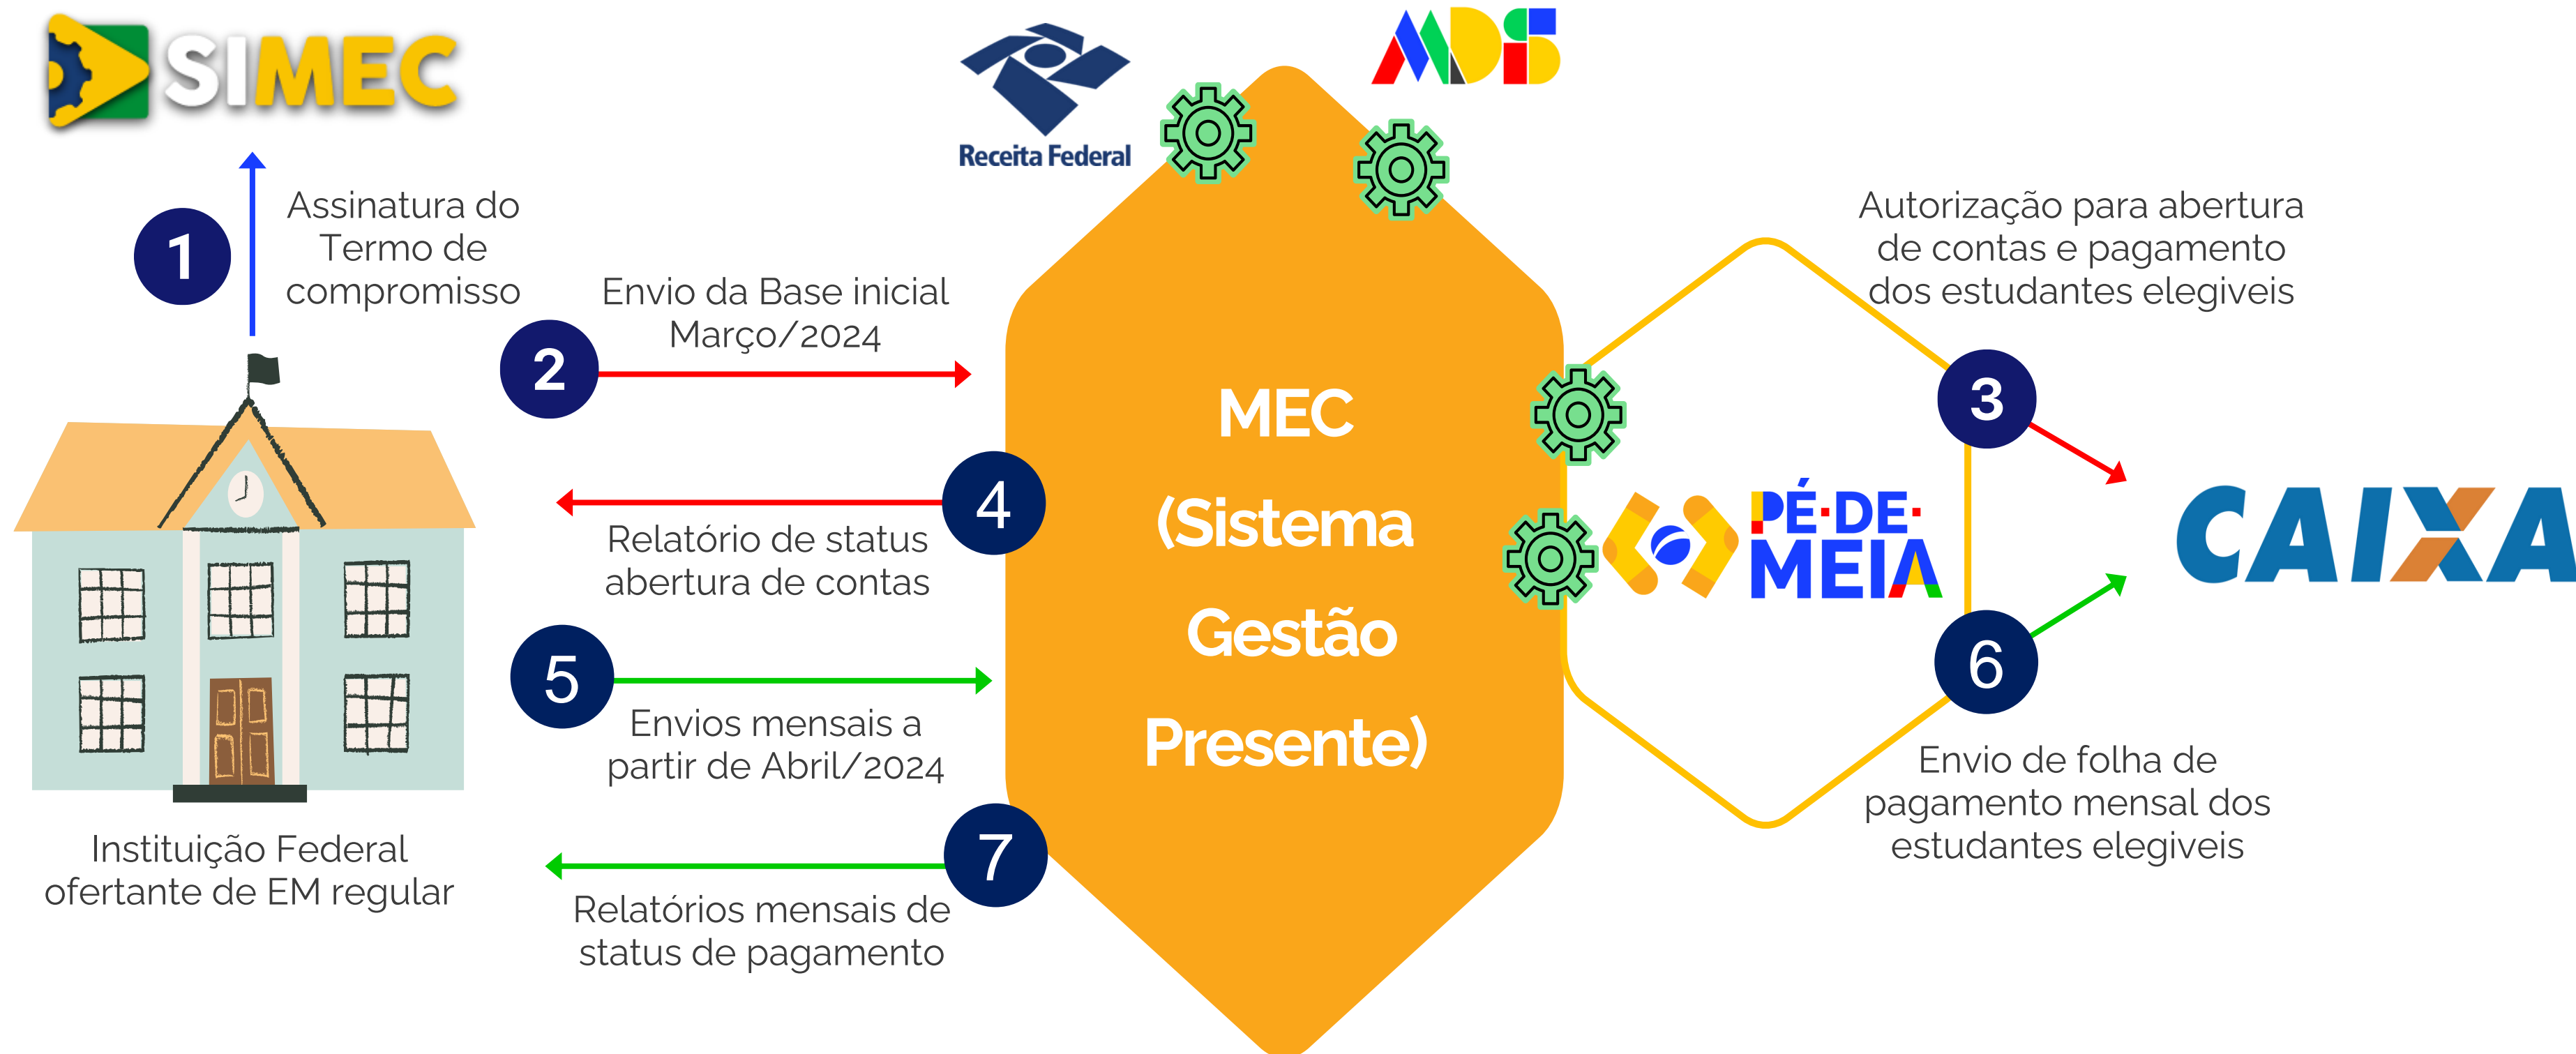 SIMEC
Receita Federal
MDS
1
Assinatura do
Termo de
compromisso
2
Envio da Base inicial
Março/2024
4
Relatório de status
abertura de contas
5
Envios mensais a
partir de Abril/2024
7
Relatórios mensais de
status de pagamento
Instituição Federal
ofertante de EM regular
MEC
(Sistema
Gestão
Presente)
Autorização para abertura
de contas e pagamento
dos estudantes elegiveis
3
PÉ·DE·
MEIA
CAIXA
6
Envio de folha de
pagamento mensal dos
estudantes elegiveis